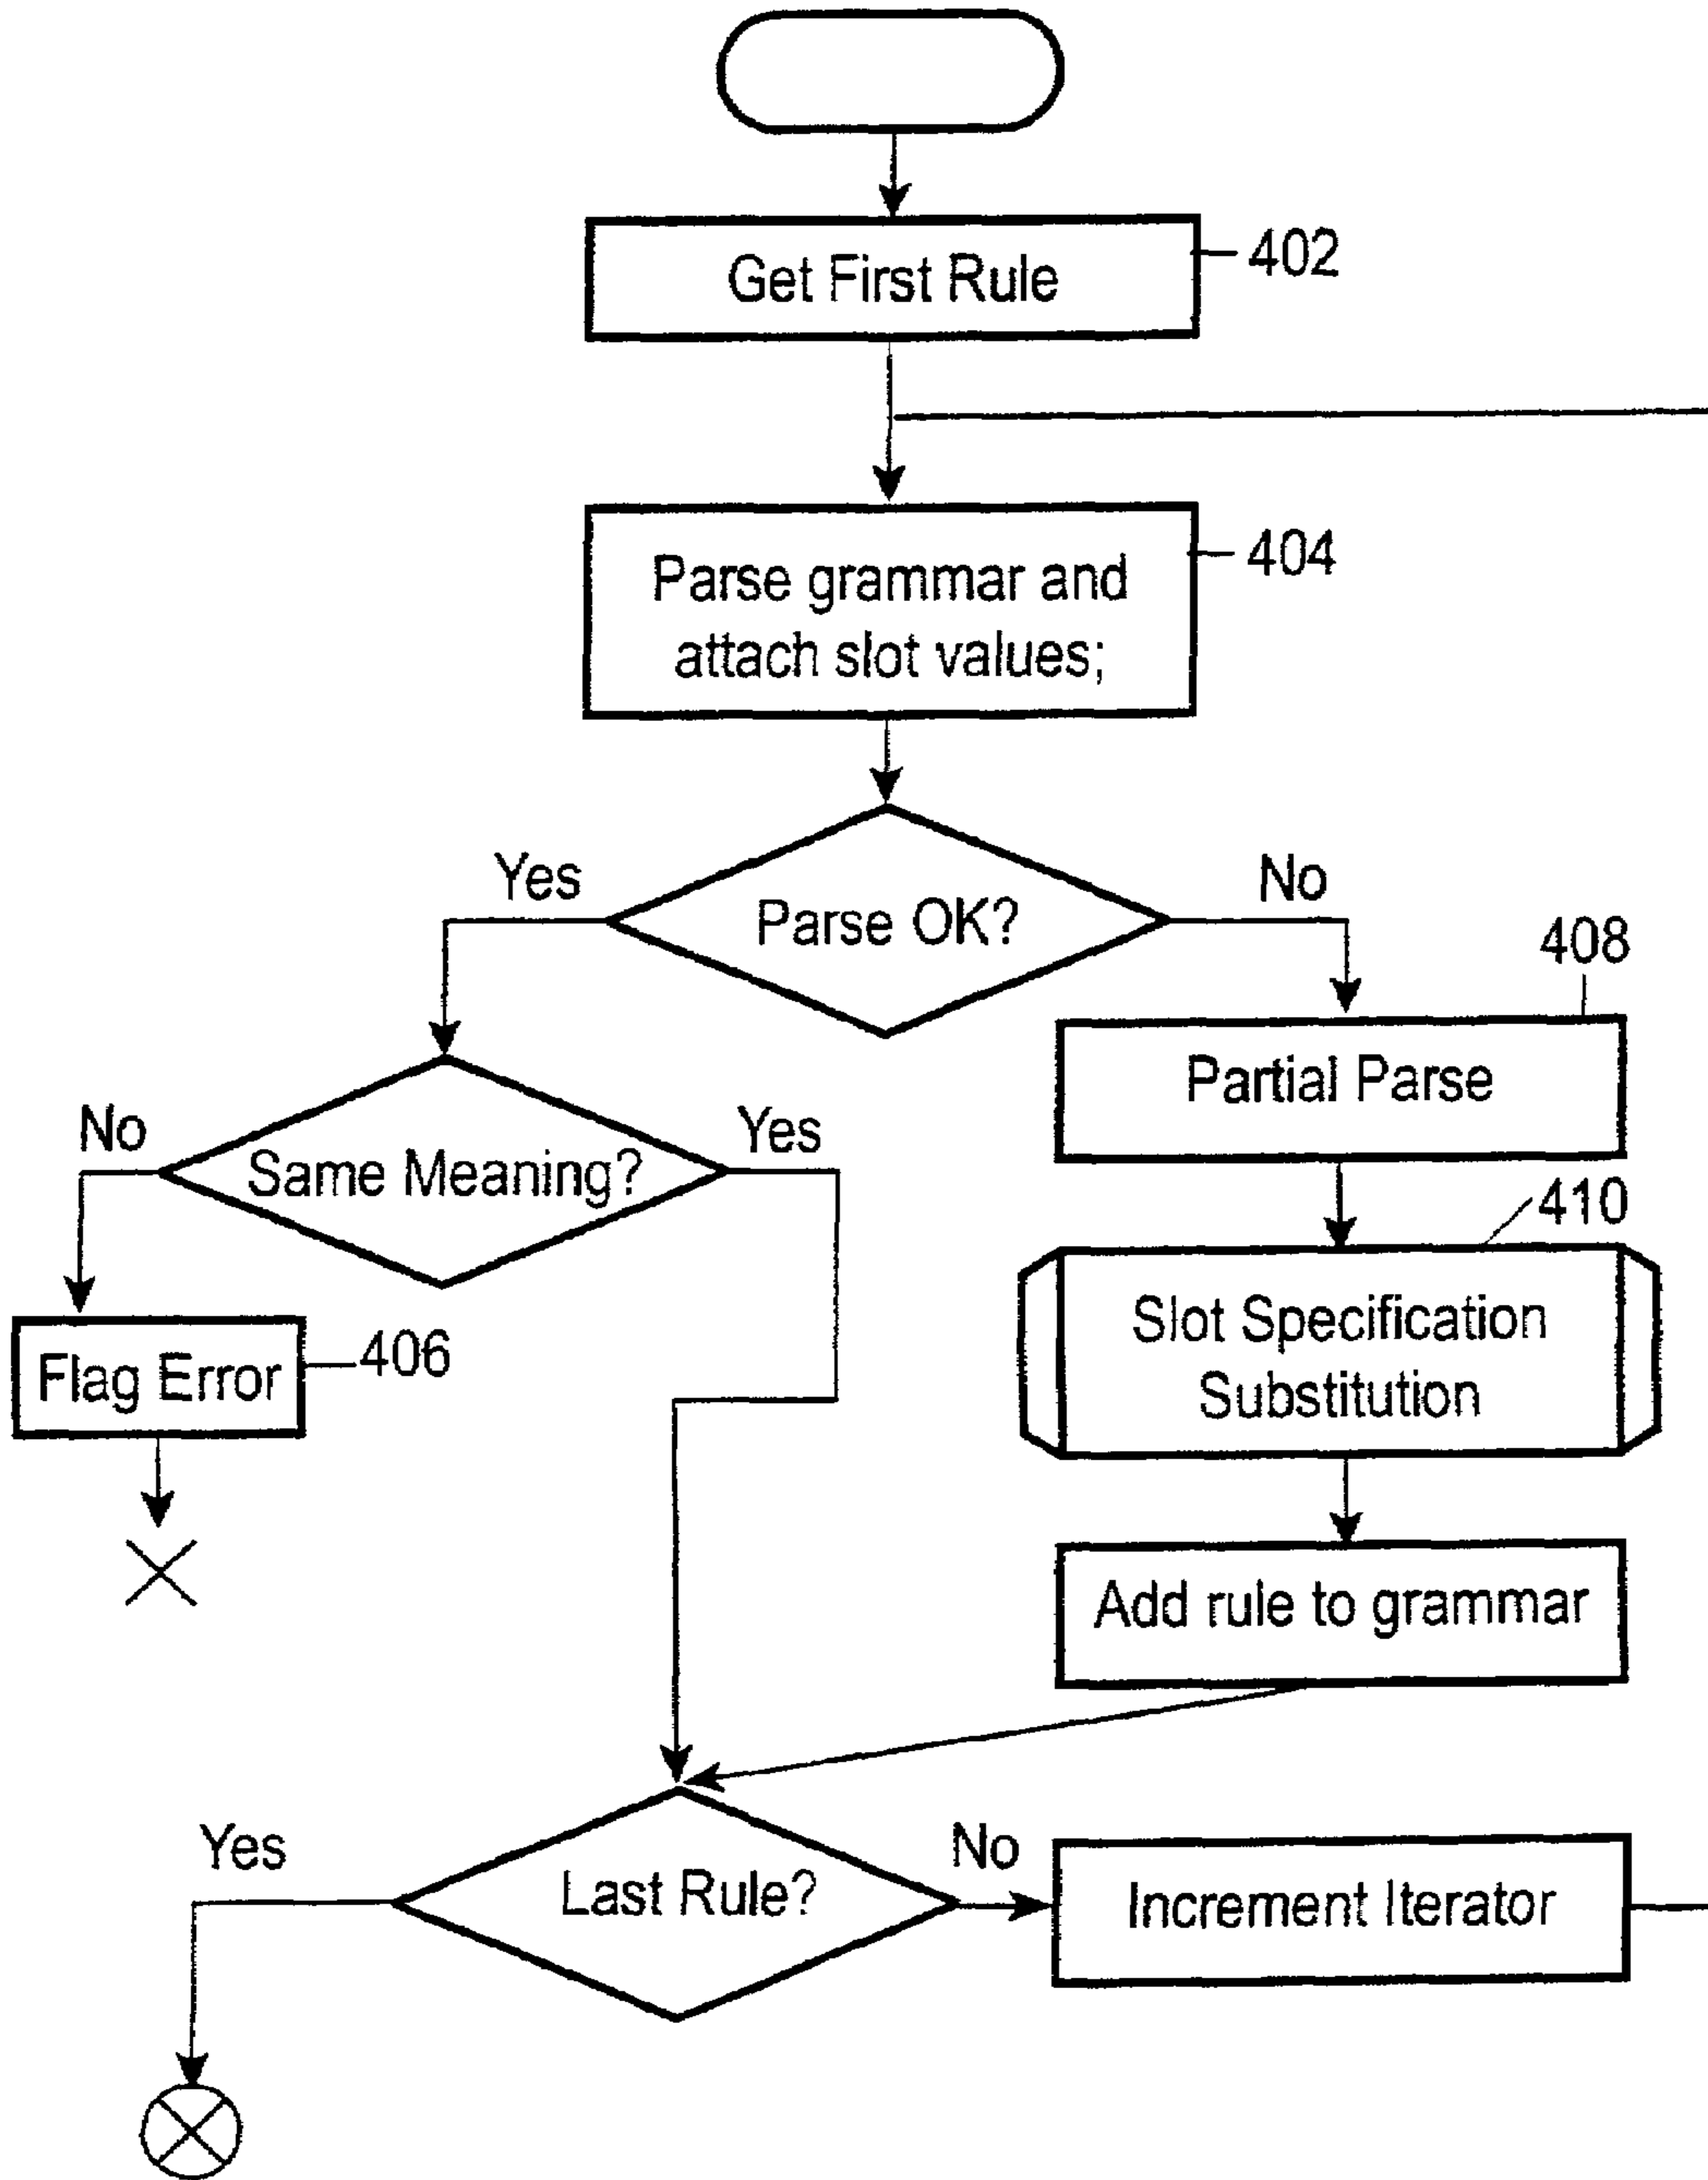 Get First Rule
402
Parse grammar and
attach slot values;
404
Yes
Parse OK?
No
408
Partial Parse
No
Same Meaning?
Yes
410
Slot Specification
Substitution
Flag Error
406
Add rule to grammar
Yes
Last Rule?
No
Increment Iterator